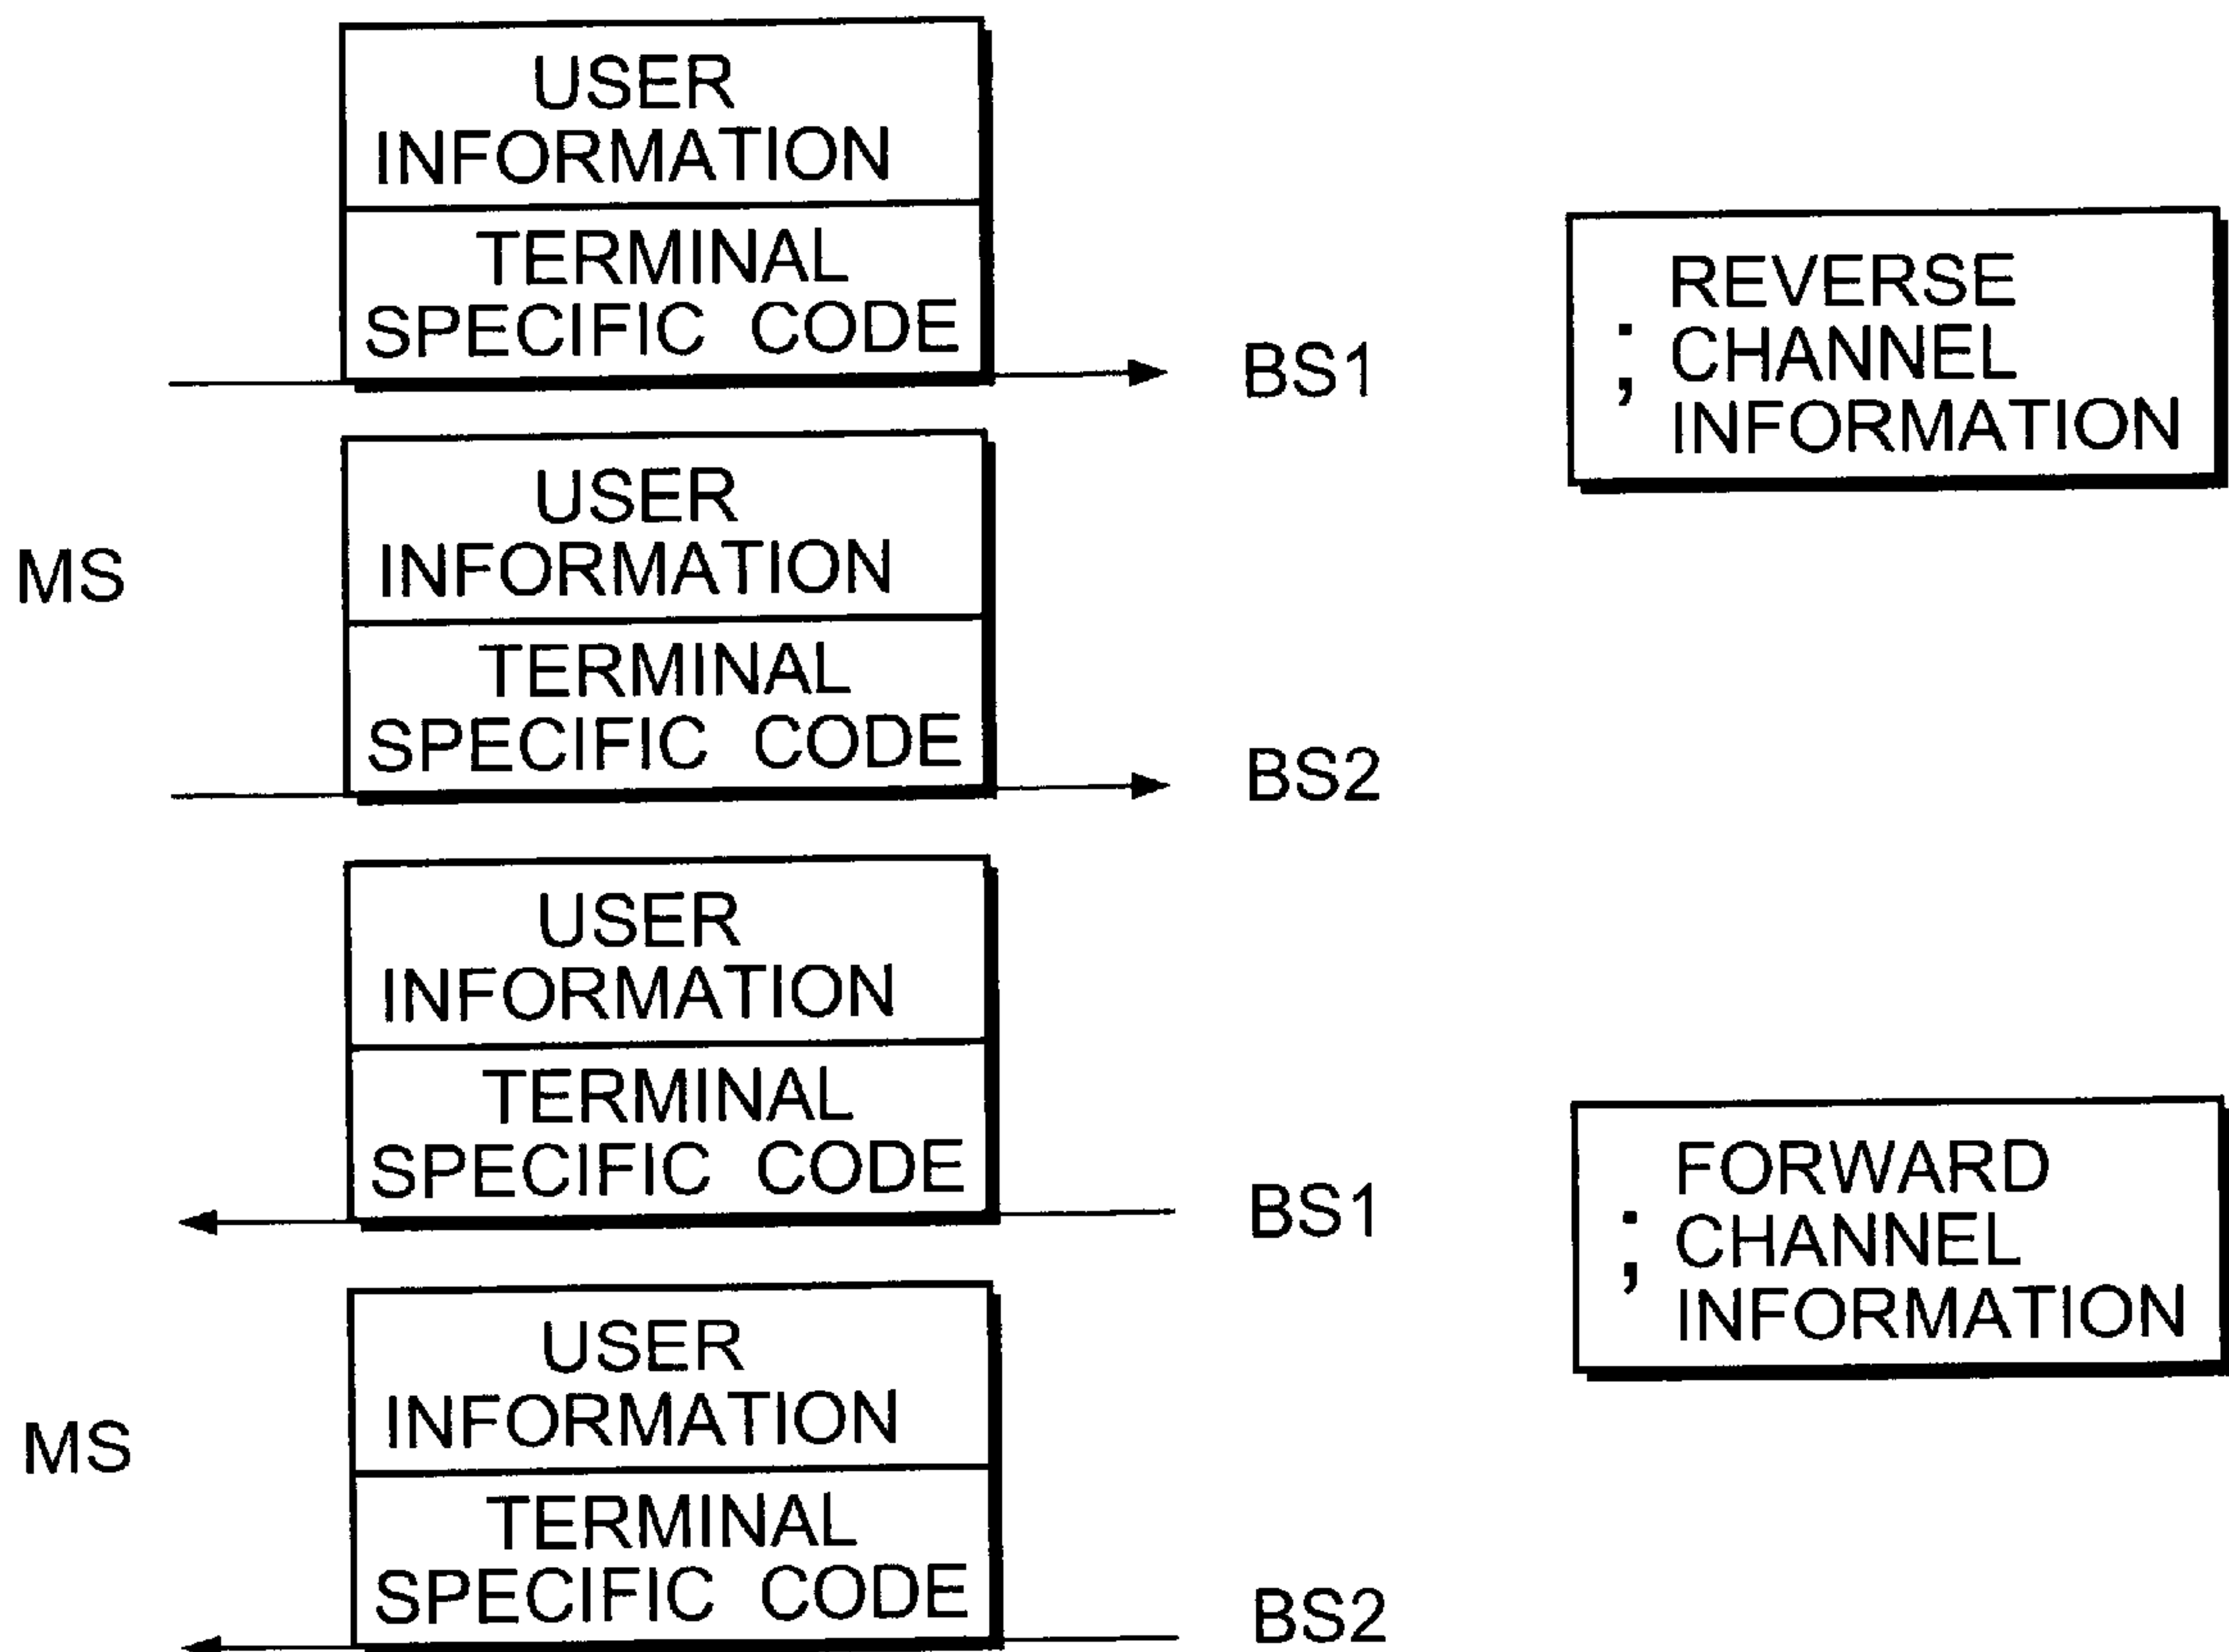 USER
INFORMATION
TERMINAL
SPECIFIC CODE
BS1
REVERSE
; CHANNEL
INFORMATION
MS
USER
INFORMATION
TERMINAL
SPECIFIC CODE
BS2
USER
INFORMATION
TERMINAL
SPECIFIC CODE
BS1
FORWARD
; CHANNEL
INFORMATION
MS
USER
INFORMATION
TERMINAL
SPECIFIC CODE
BS2